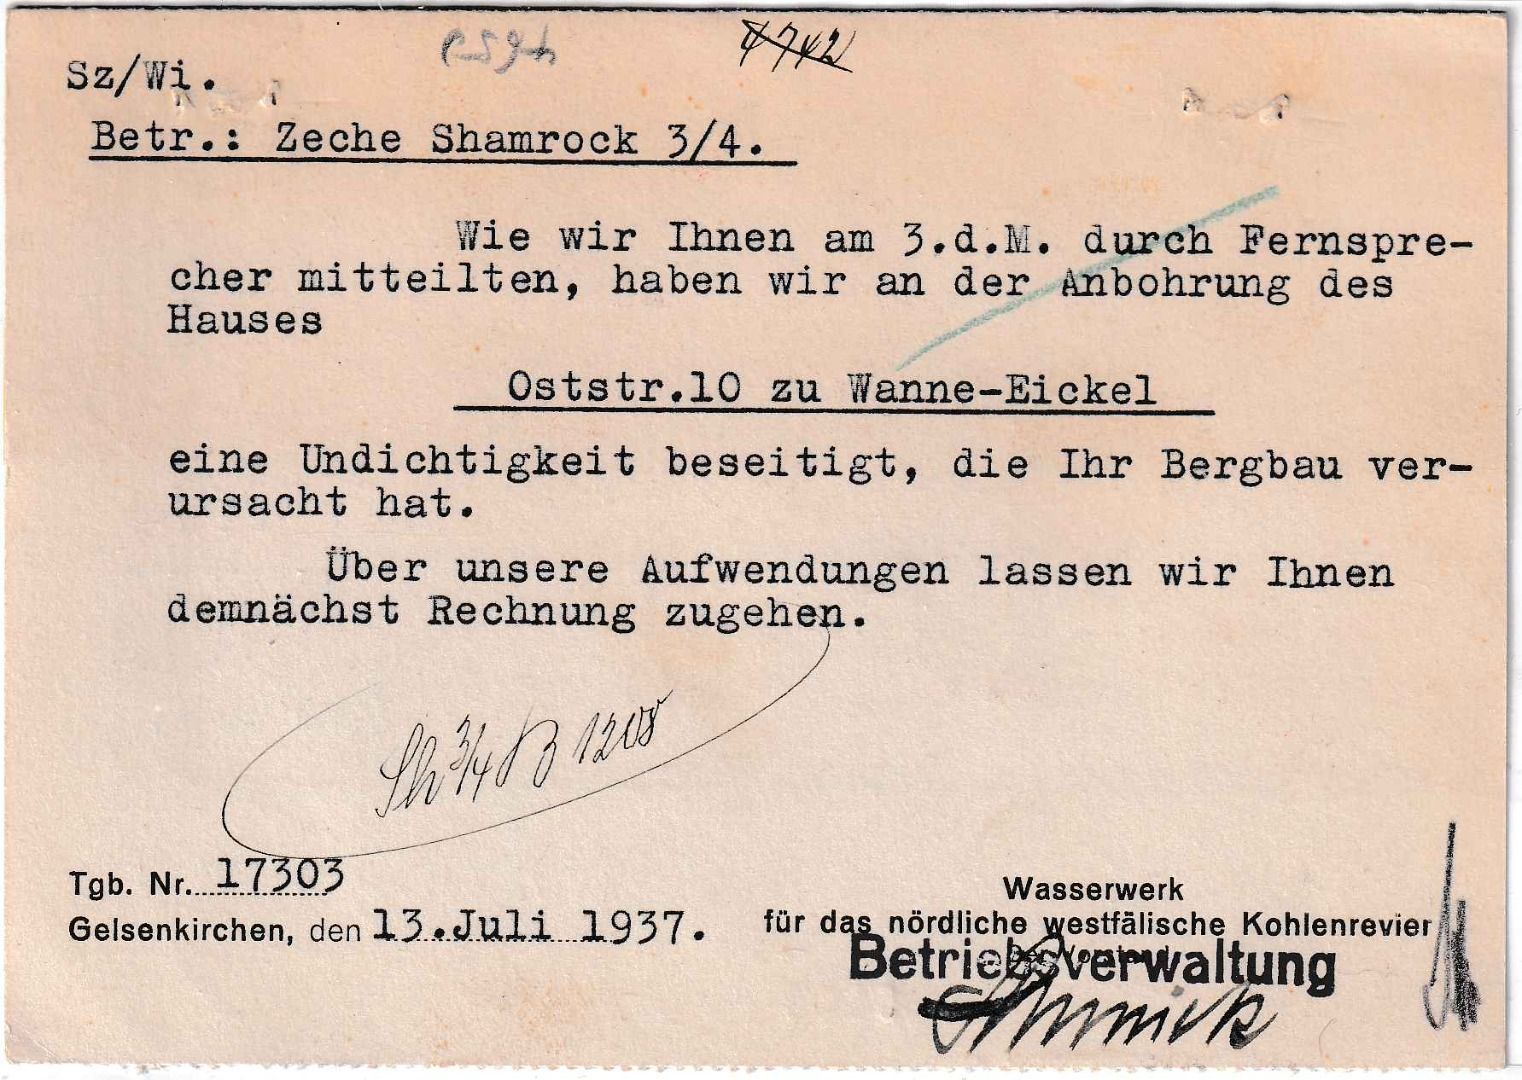 4742
Sz/Wi.
Betr.: Zeche Shamrock 3/4.
Wie wir Ihnen am 3.d.M. durch Fernspre-
cher mitteilten, haben wir an der Anbohrung des
Hauses
Oststr.10 zu Wanne-Eickel
eine Undichtigkeit beseitigt, die Ihr Bergbau ver-
ursacht hat.
Über unsere Aufwendungen lassen wir Ihnen
demnächst Rechnung zugehen.
Sh 3/4 B 1208
Tgb. Nr. 17303
Gelsenkirchen, den 13.Juli 1937.
Wasserwerk
für das nördliche westfälische Kohlenrevier
Betriebsverwaltung